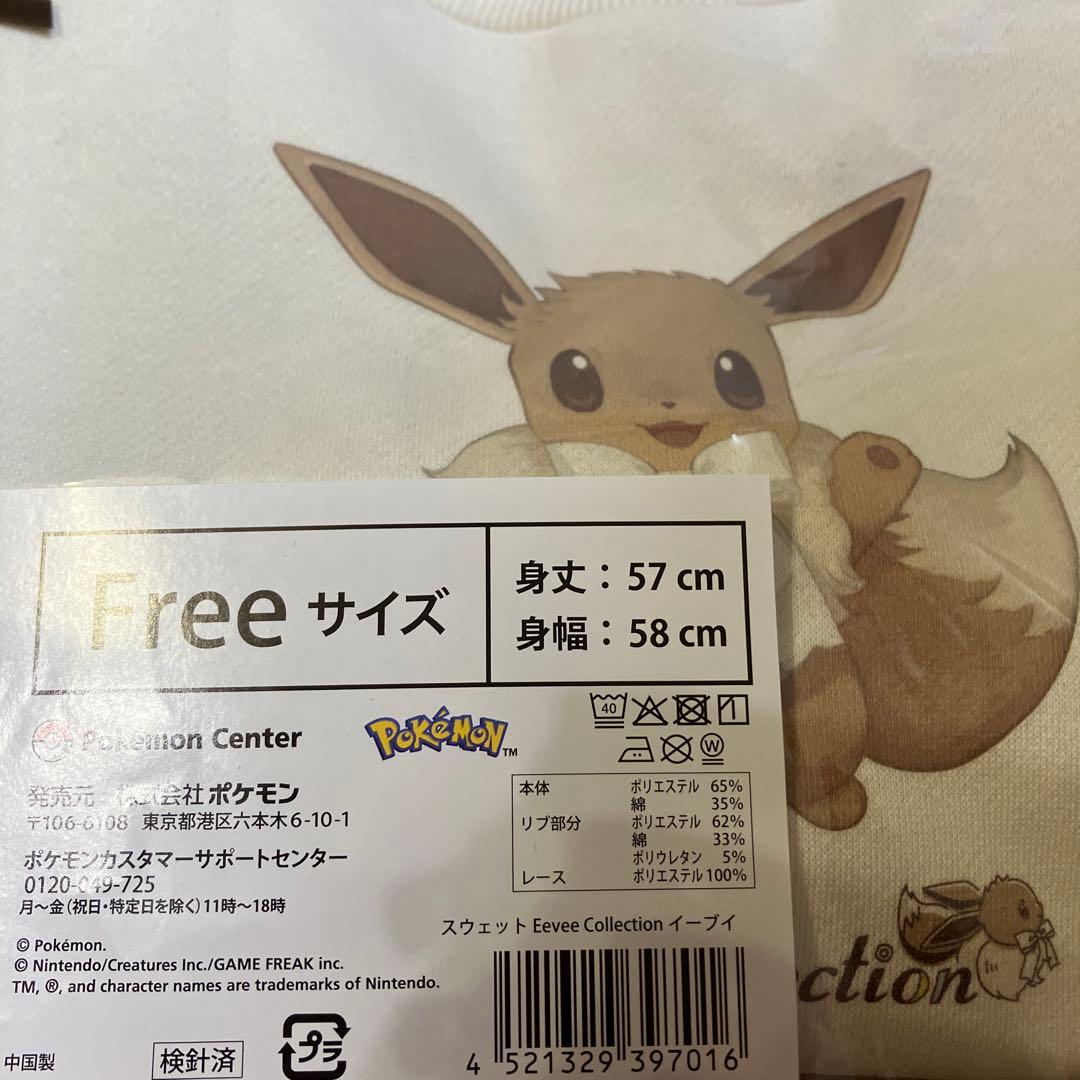 Free サイズ
身丈： 57 cm
身幅： 58 cm
40
W
Pokémon Center
POKéMON TM
発売元 株式会社ポケモン
〒106-6108 東京都港区六本木6-10-1
ポケモンカスタマーサポートセンター
0120-049-725
月～金（祝日・特定日を除く）11時～18時
本体 ポリエステル 65%
綿 35%
リブ部分 ポリエステル 62%
綿 33%
ポリウレタン 5%
レース ポリエステル 100%
スウェット Eevee Collection イーブイ
© Pokémon.
© Nintendo/Creatures Inc./GAME FREAK inc.
TM, ®, and character names are trademarks of Nintendo.
ction
中国製
検針済
プラ
4 521329 397016